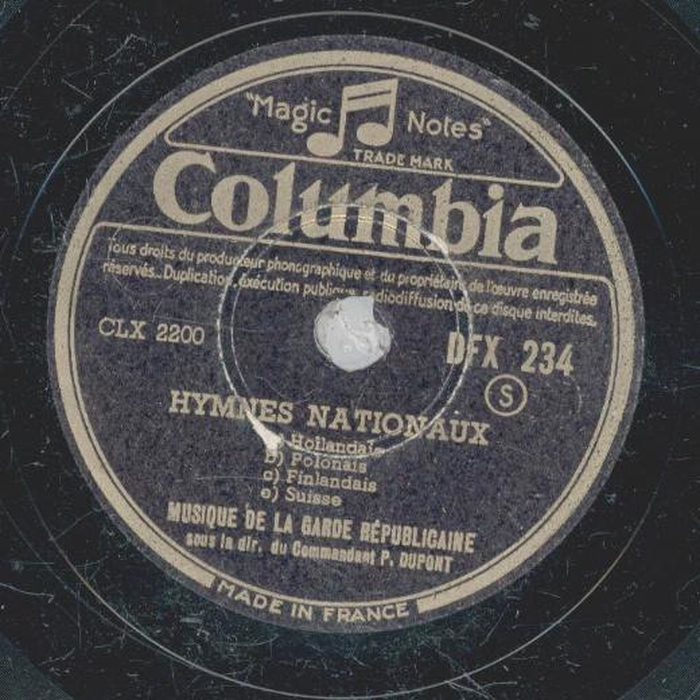 "Magic Notes"
TRADE MARK
Columbia
Tous droits du producteur phonographique et du propriétaire de l'œuvre enregistrée
réservés. Duplication, exécution publique, radiodiffusion de ce disque interdites.
CLX 2200
DFX 234
S
HYMNES NATIONAUX
Hollandais
b) Polonais
c) Finlandais
e) Suisse
MUSIQUE DE LA GARDE RÉPUBLICAINE
sous la dir. du Commandant P. DUPONT
MADE IN FRANCE